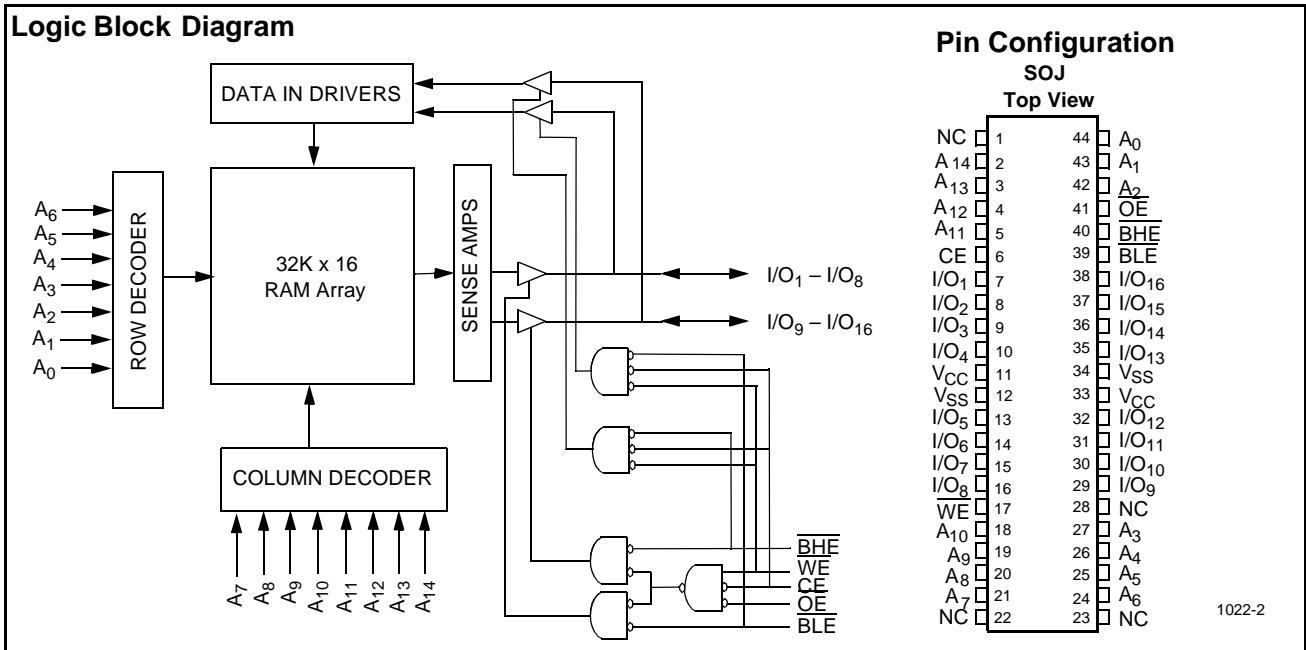 Logic Block Diagram
DATA IN DRIVERS
A6
A5
A4
A3
A2
A1
A0
ROW DECODER
32K x 16
RAM Array
SENSE AMPS
I/O1 – I/O8
I/O9 – I/O16
COLUMN DECODER
A7
A8
A9
A10
A11
A12
A13
A14
BHE
WE
CE
OE
BLE
Pin Configuration
SOJ
Top View
NC 1 44 A0
A14 2 43 A1
A13 3 42 A2
A12 4 41 OE
A11 5 40 BHE
CE 6 39 BLE
I/O1 7 38 I/O16
I/O2 8 37 I/O15
I/O3 9 36 I/O14
I/O4 10 35 I/O13
VCC 11 34 VSS
VSS 12 33 VCC
I/O5 13 32 I/O12
I/O6 14 31 I/O11
I/O7 15 30 I/O10
I/O8 16 29 I/O9
WE 17 28 NC
A10 18 27 A3
A9 19 26 A4
A8 20 25 A5
A7 21 24 A6
NC 22 23 NC
1022-2